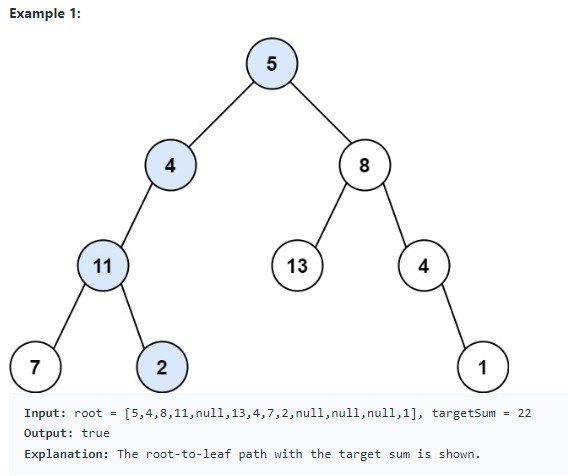 Example 1:
5
4 8
11 13 4
7 2 1
Input: root = [5,4,8,11,null,13,4,7,2,null,null,null,1], targetSum = 22
Output: true
Explanation: The root-to-leaf path with the target sum is shown.